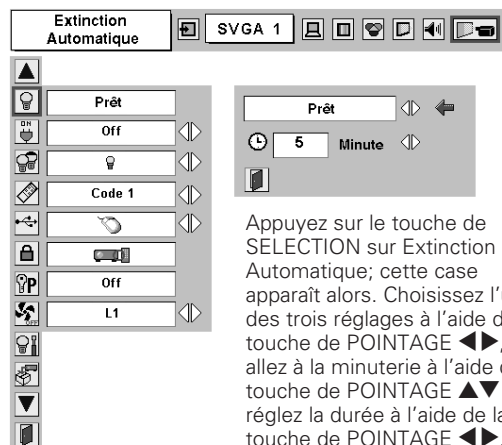 Extinction
Automatique
SVGA 1
Prêt
ON
Off
Code 1
P
Off
OFF
L1
Prêt
5 Minute
Appuyez sur le touche de
SELECTION sur Extinction
Automatique; cette case
apparaît alors. Choisissez
des trois réglages à l'aide
touche de POINTAGE ◀▶
allez à la minuterie à l'aide
touche de POINTAGE ▲▼
réglez la durée à l'aide de
touche de POINTAGE ◀▶